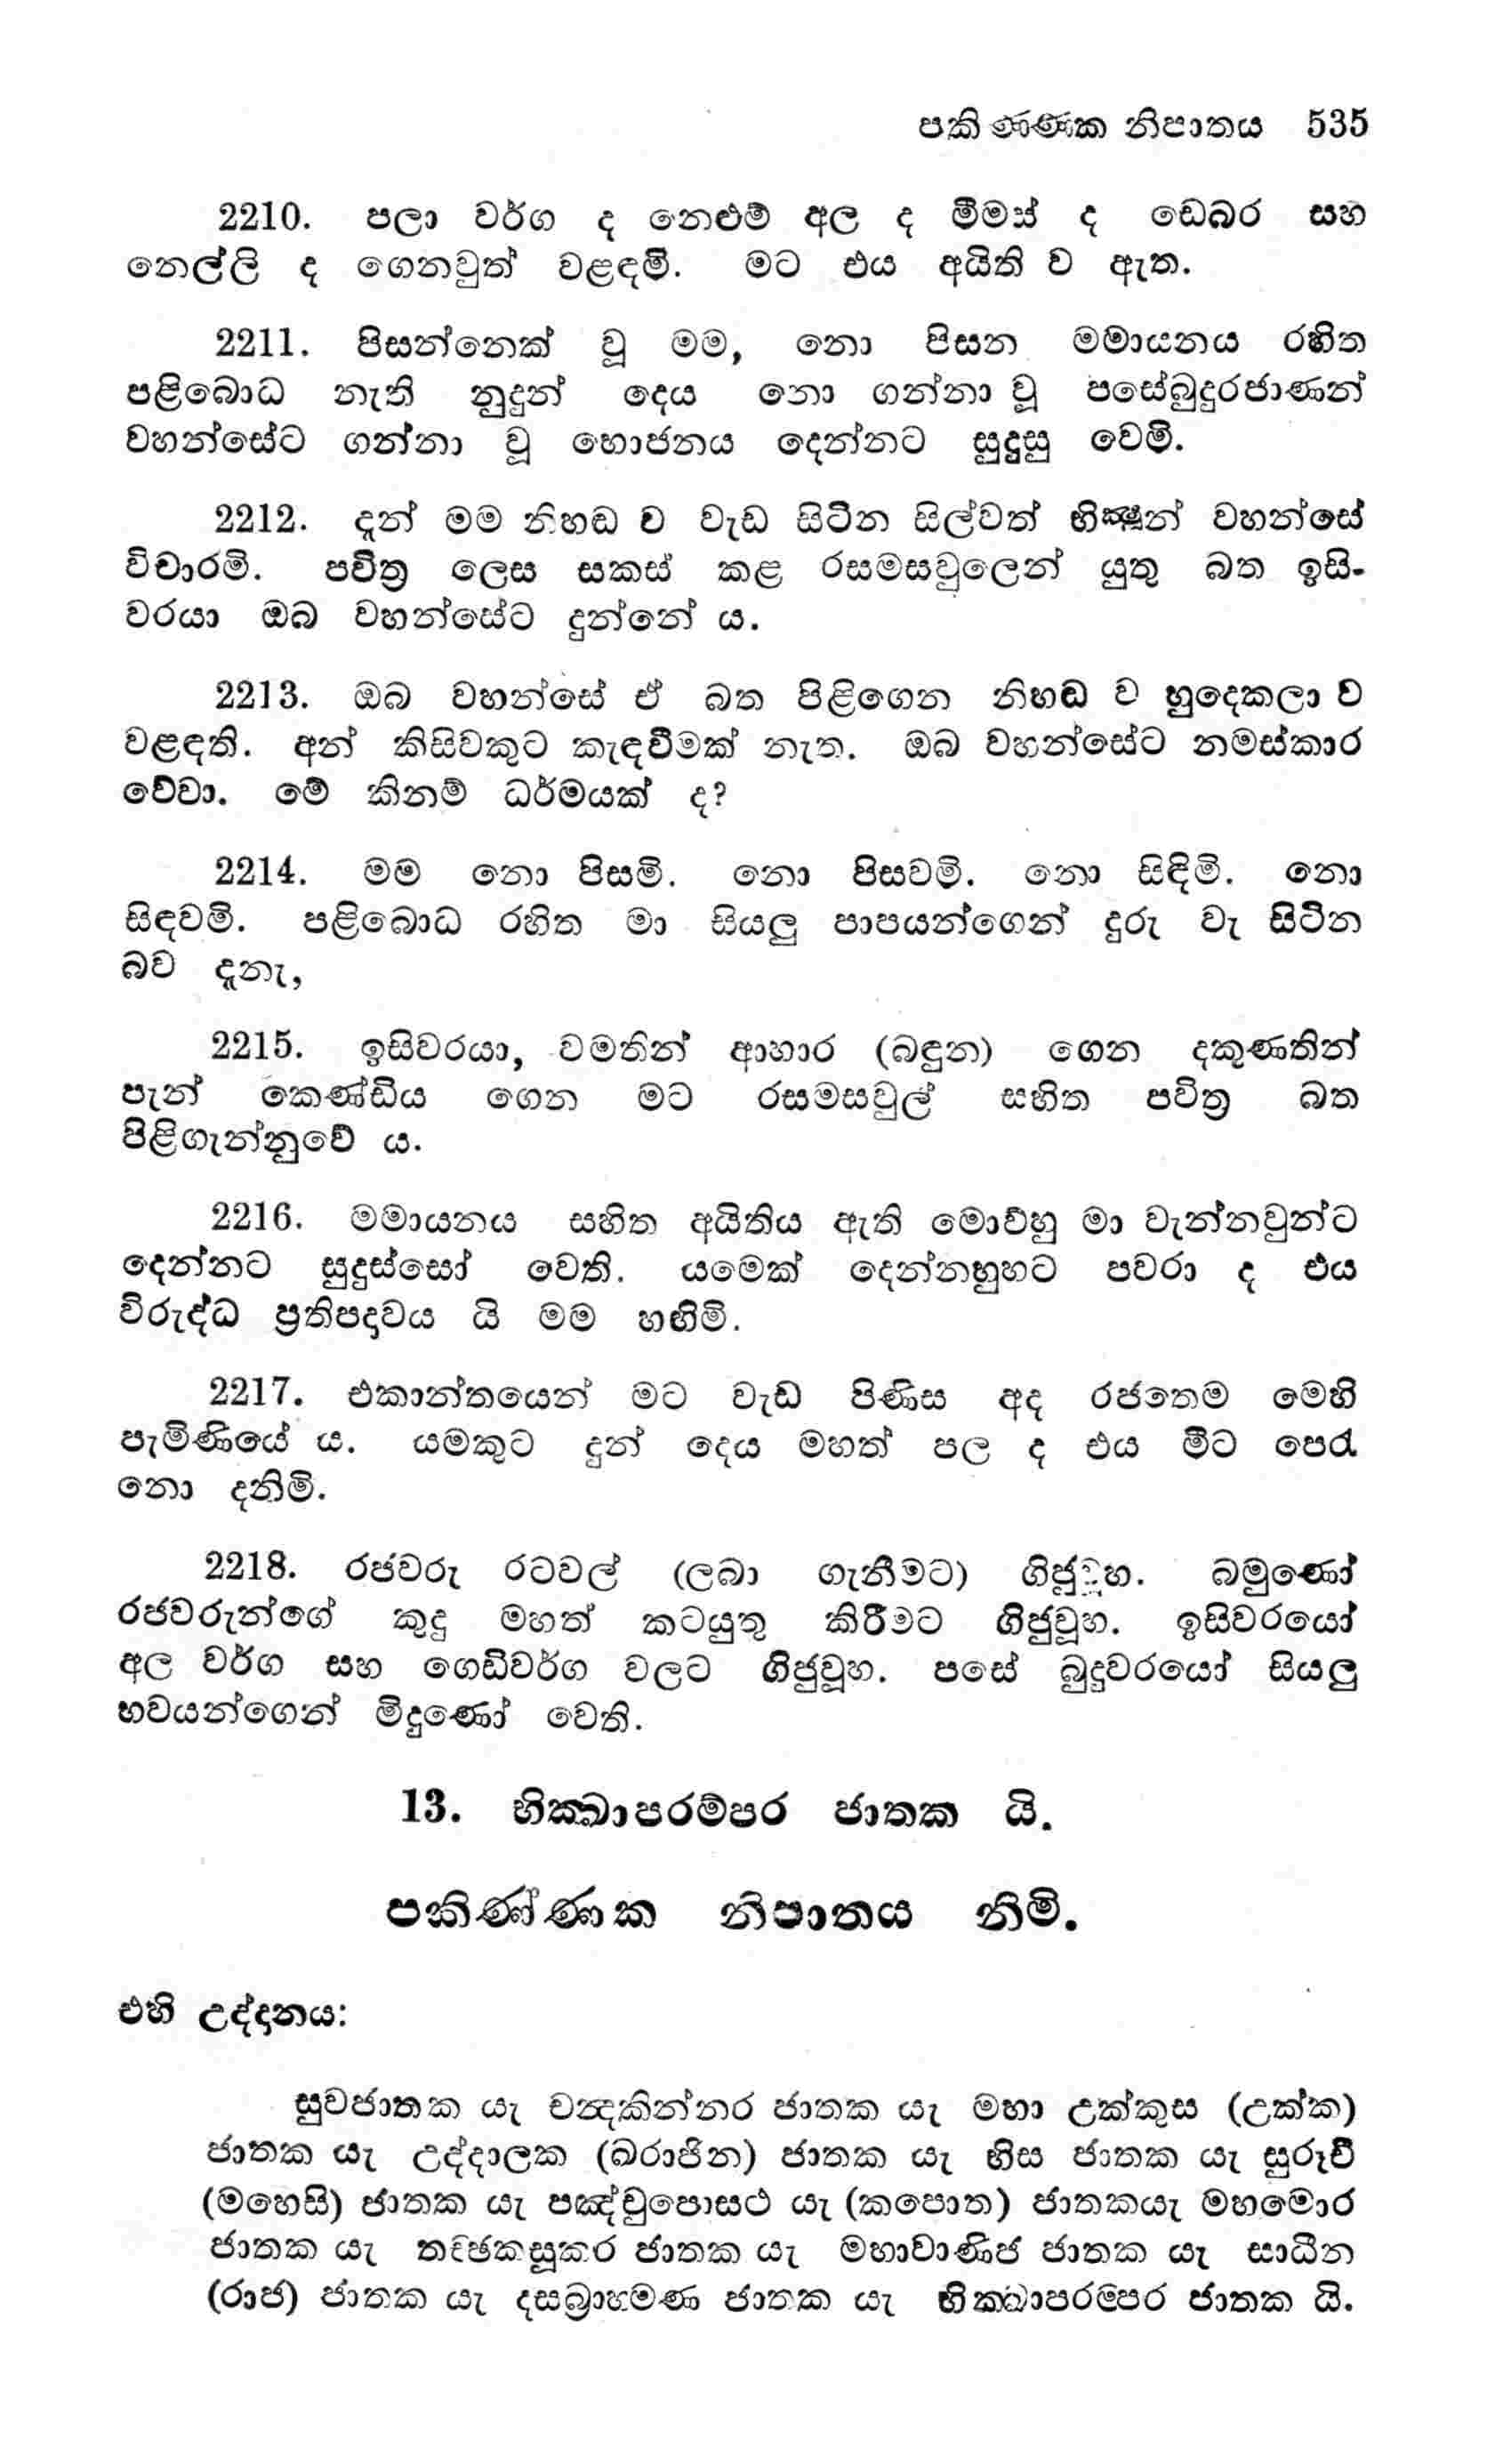 පකිණ්ණක නිපාතය 535
2210. පලා වර්ග ද නෙළුම් අල ද මීමස් ද ඩෙබර සහ
නෙල්ලි ද ගෙනවුත් වළඳමි. මට එය අයිති ව ඇත.
2211. පිසන්නෙක් වූ මම, නො පිසන මමායනය රහිත
පළිබොධ නැති නුදුන් දෙය නො ගන්නා වූ පසේබුදුරජාණන්
වහන්සේට ගන්නා වූ භොජනය දෙන්නට සුදුසු වෙමි.
2212. දැන් මම නිහඬ ව වැඩ සිටින සිල්වත් භික්‍ෂූන් වහන්සේ
විචාරමි. පවිත්‍ර ලෙස සකස් කළ රසමසවුලෙන් යුතු බත ඉසි-
වරයා ඔබ වහන්සේට දුන්නේ ය.
2213. ඔබ වහන්සේ ඒ බත පිළිගෙන නිහඬ ව හුදෙකලා ව
වළඳති. අන් කිසිවකුට කැඳවීමක් නැත. ඔබ වහන්සේට නමස්කාර
වේවා. මේ කිනම් ධර්මයක් ද?
2214. මම නො පිසමි. නො පිසවමි. නො සිඳිමි. නො
සිඳවමි. පළිබොධ රහිත මා සියලු පාපයන්ගෙන් දුරු වැ සිටින
බව දැනැ,
2215. ඉසිවරයා, වමතින් ආහාර (බඳුන) ගෙන දකුණතින්
පැන් කෙණ්ඩිය ගෙන මට රසමසවුල් සහිත පවිත්‍ර බත
පිළිගැන්නුවේ ය.
2216. මමායනය සහිත අයිතිය ඇති මොව්හු මා වැන්නවුන්ට
දෙන්නට සුදුස්සෝ වෙති. යමෙක් දෙන්නහුහට පවරා ද එය
විරුද්ධ ප්‍රතිපදාවය යි මම හඟිමි.
2217. එකාන්තයෙන් මට වැඩ පිණිස අද රජතෙම මෙහි
පැමිණියේ ය. යමකුට දුන් දෙය මහත් පල ද එය මීට පෙර
නො දනිමි.
2218. රජවරු රටවල් (ලබා ගැනීමට) ගිජුවූහ. බමුණෝ
රජවරුන්ගේ කුදු මහත් කටයුතු කිරීමට ගිජුවූහ. ඉසිවරයෝ
අල වර්ග සහ ගෙඩිවර්ග වලට ගිජුවූහ. පසේ බුදුවරයෝ සියලු
භවයන්ගෙන් මිදුණෝ වෙති.
13. භික්ඛාපරම්පර ජාතක යි.
පකිණ්ණක නිපාතය නිමි.
එහි උද්දානය:
සුවජාතක යැ චන්‍දකින්නර ජාතක යැ මහා උක්කුස (උක්ක)
ජාතක යැ උද්දාලක (ඛරාජින) ජාතක යැ භිස ජාතක යැ සුරූචි
(මහෙසි) ජාතක යැ පඤ්චුපොසථ යැ (කපොත) ජාතකයැ මහමොර
ජාතක යැ තච්ඡකසූකර ජාතක යැ මහාවාණිජ ජාතක යැ සාධීන
(රාජ) ජාතක යැ දසබ්‍රාහමණ ජාතක යැ භික්ඛාපරම්පර ජාතක යි.